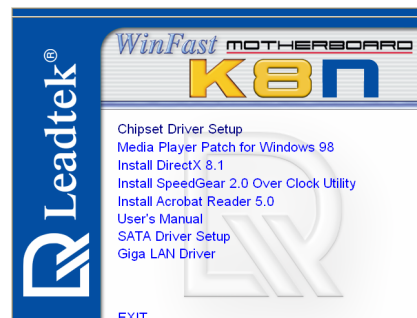 Leadtek®
WinFast MOTHERBOARD
K8N
Chipset Driver Setup
Media Player Patch for Windows 98
Install DirectX 8.1
Install SpeedGear 2.0 Over Clock Utility
Install Acrobat Reader 5.0
User's Manual
SATA Driver Setup
Giga LAN Driver
EXIT